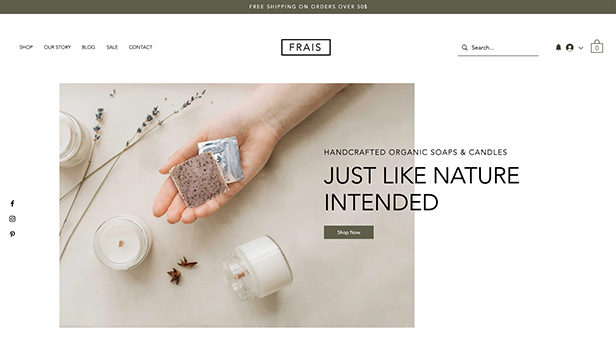 FREE SHIPPING ON ORDERS OVER 50$
SHOP OUR STORY BLOG SALE CONTACT
FRAIS
Search...
0
HANDCRAFTED ORGANIC SOAPS & CANDLES
JUST LIKE NATURE
INTENDED
Shop Now